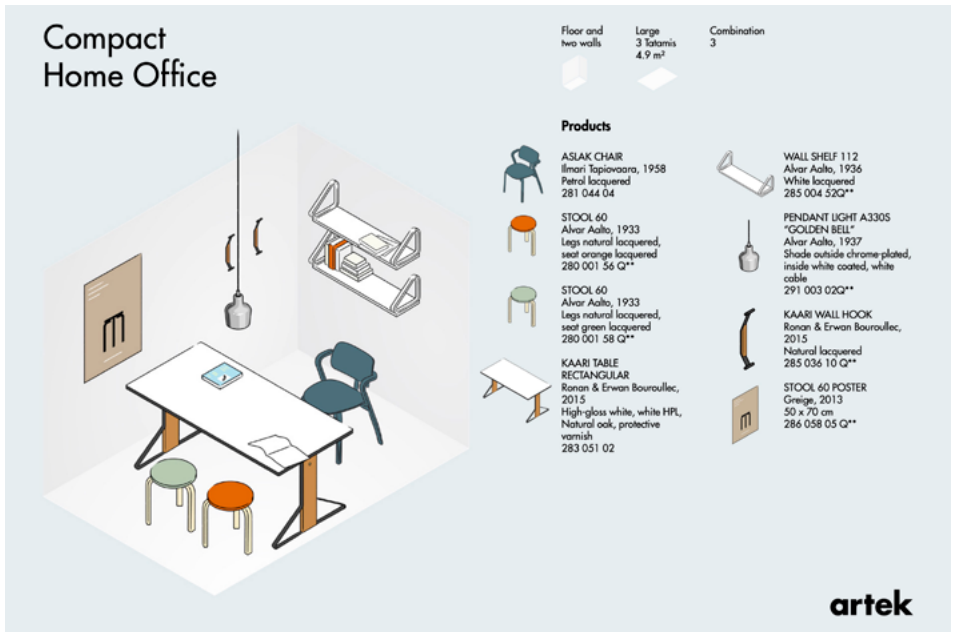 Compact
Home Office
Floor and
two walls
Large
3 Tatamis
4.9 m²
Combination
3
Products
ASLAK CHAIR
Ilmari Tapiovaara, 1958
Petrol lacquered
281 044 04
STOOL 60
Alvar Aalto, 1933
Legs natural lacquered,
seat orange lacquered
280 001 56 Q**
STOOL 60
Alvar Aalto, 1933
Legs natural lacquered,
seat green lacquered
280 001 58 Q**
KAARI TABLE
RECTANGULAR
Ronan & Erwan Bouroullec,
2015
High-gloss white, white HPL,
Natural oak, protective
varnish
283 051 02
WALL SHELF 112
Alvar Aalto, 1936
White lacquered
285 004 52Q**
PENDANT LIGHT A330S
"GOLDEN BELL"
Alvar Aalto, 1937
Shade outside chrome-plated,
inside white coated, white
cable
291 003 02Q**
KAARI WALL HOOK
Ronan & Erwan Bouroullec,
2015
Natural lacquered
285 036 10 Q**
STOOL 60 POSTER
Greige, 2013
50 x 70 cm
286 058 05 Q**
artek